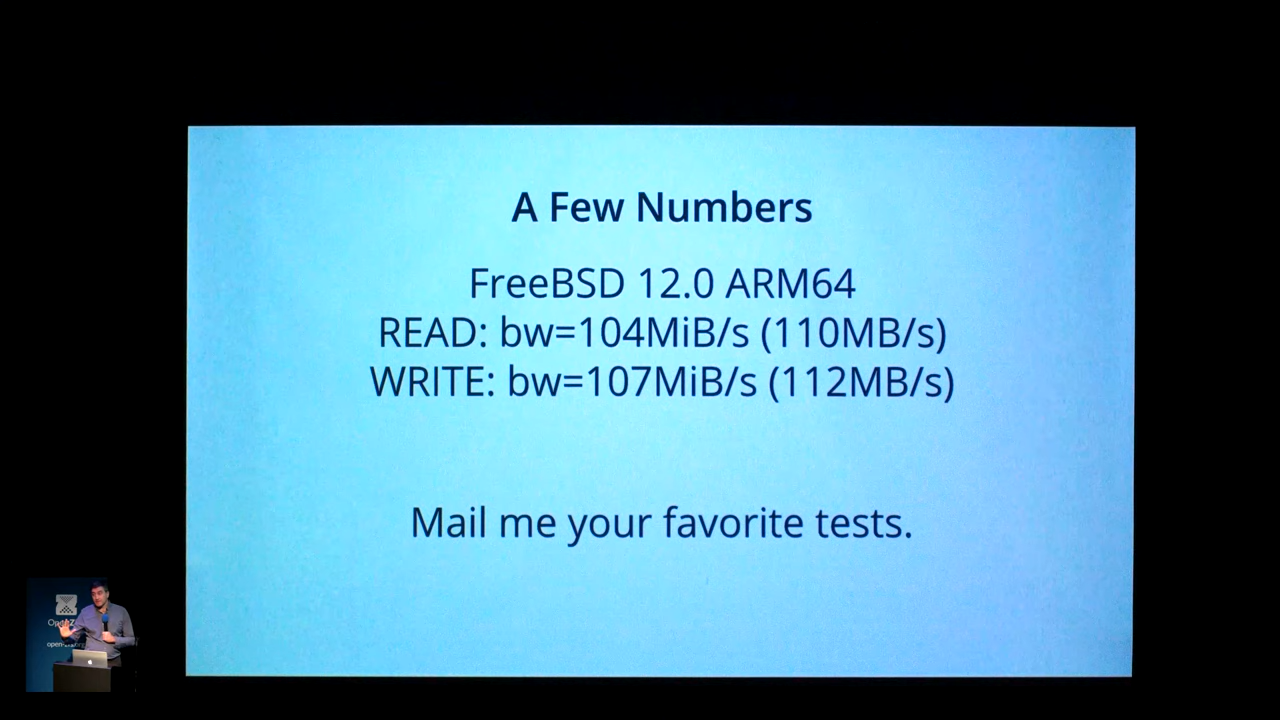 A Few Numbers
FreeBSD 12.0 ARM64
READ: bw=104MiB/s (110MB/s)
WRITE: bw=107MiB/s (112MB/s)
Mail me your favorite tests.